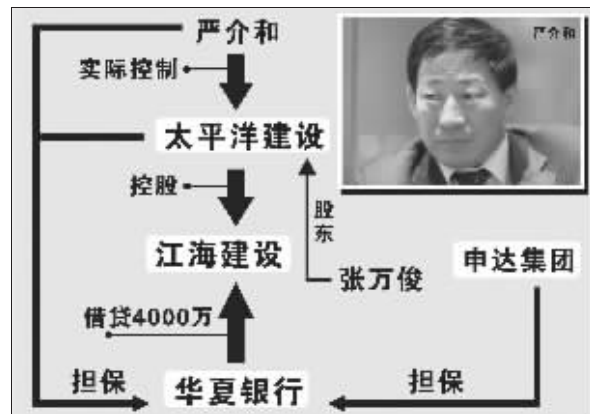 严介和
严介和
实际控制
太平洋建设
控股
股东
江海建设
张万俊
申达集团
借贷4000万
担保
华夏银行
担保